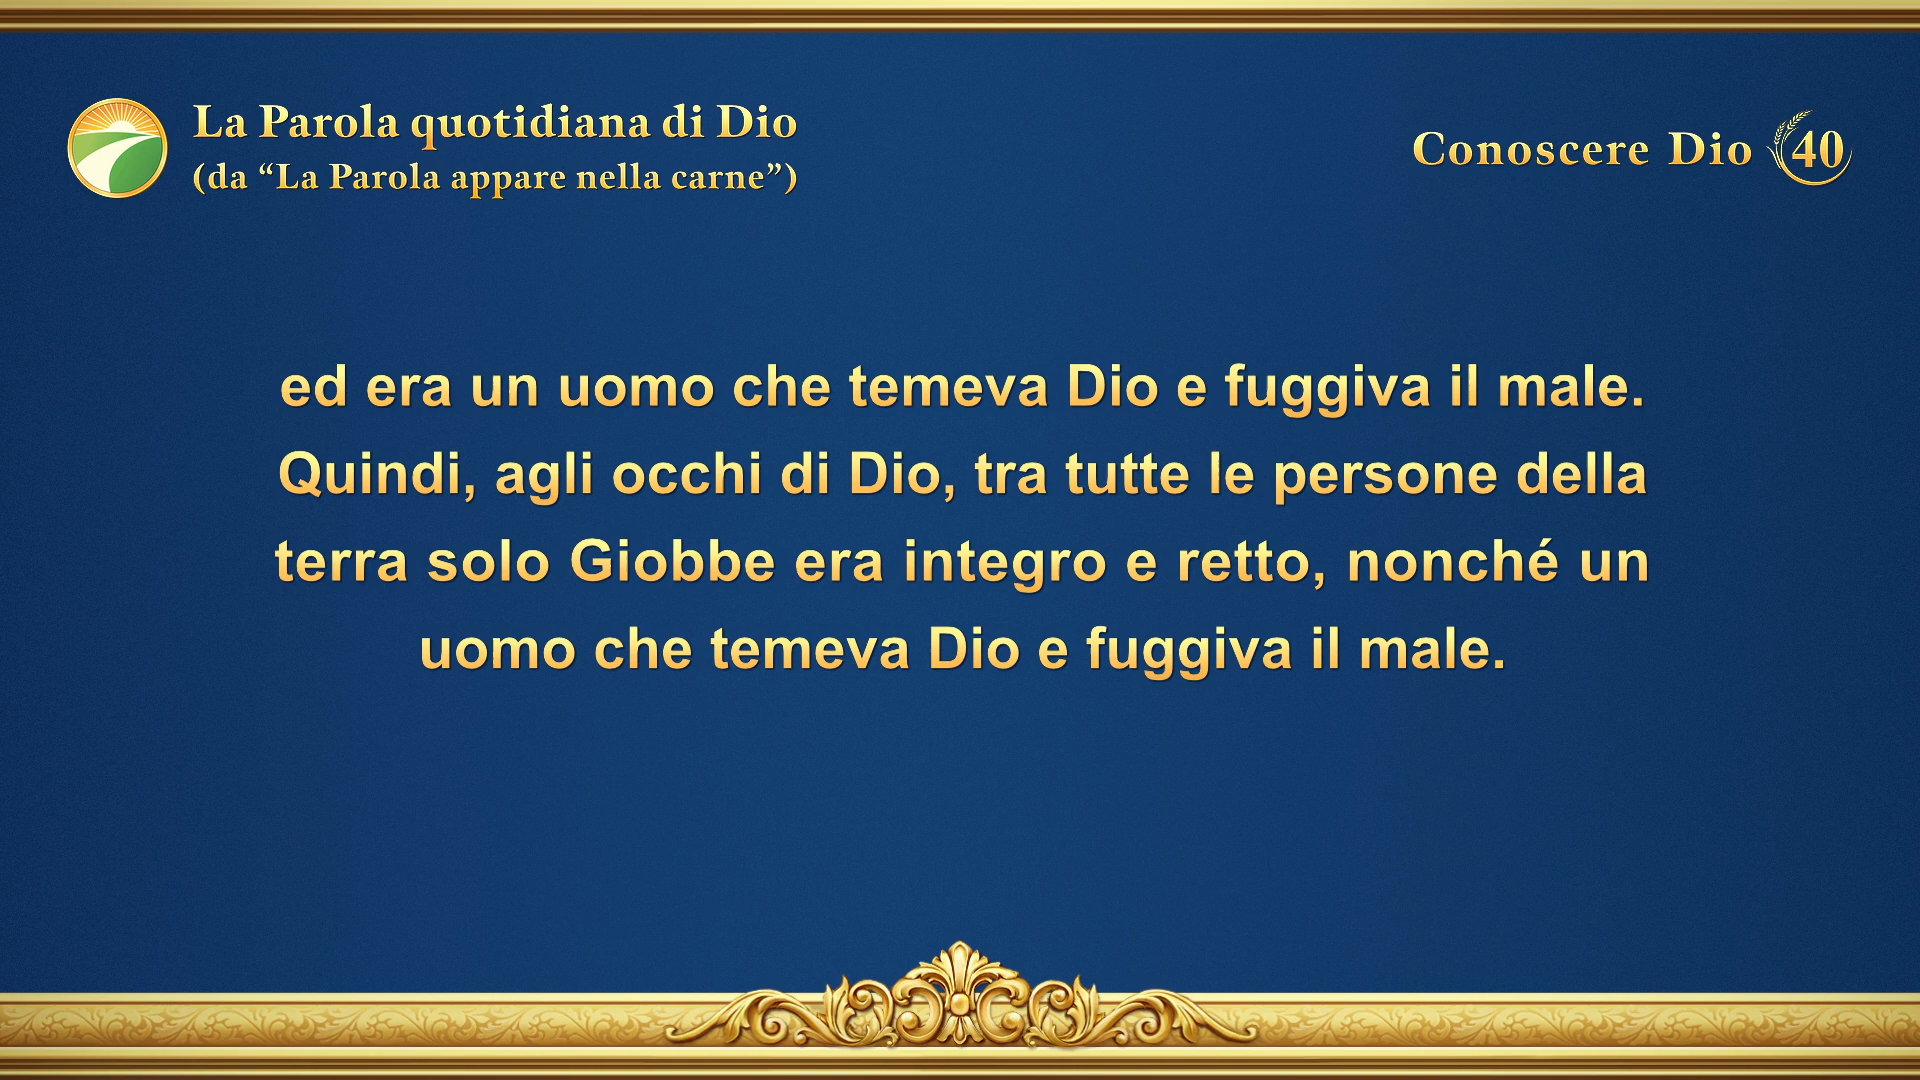 La Parola quotidiana di Dio
(da “La Parola appare nella carne”)
Conoscere Dio 40
ed era un uomo che temeva Dio e fuggiva il male.
Quindi, agli occhi di Dio, tra tutte le persone della
terra solo Giobbe era integro e retto, nonché un
uomo che temeva Dio e fuggiva il male.